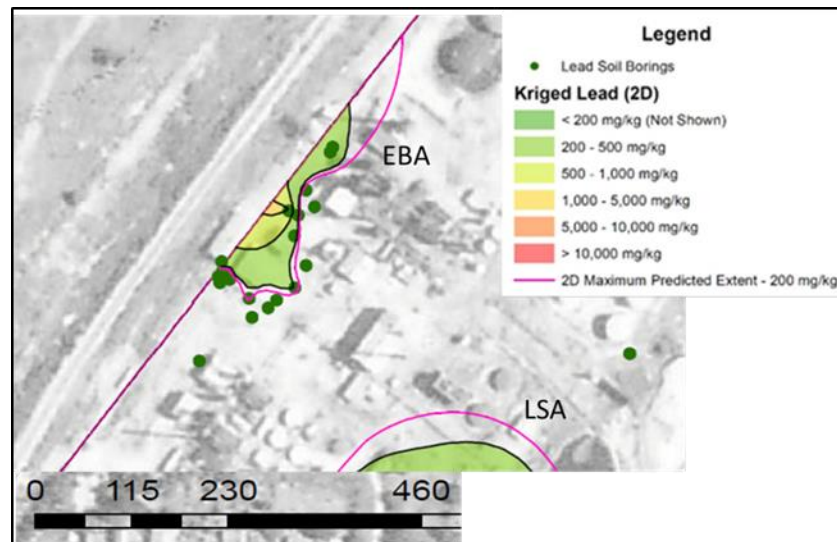 Legend
Lead Soil Borings
Kriged Lead (2D)
< 200 mg/kg (Not Shown)
200 - 500 mg/kg
500 - 1,000 mg/kg
1,000 - 5,000 mg/kg
5,000 - 10,000 mg/kg
> 10,000 mg/kg
2D Maximum Predicted Extent - 200 mg/kg
EBA
LSA
0 115 230 460